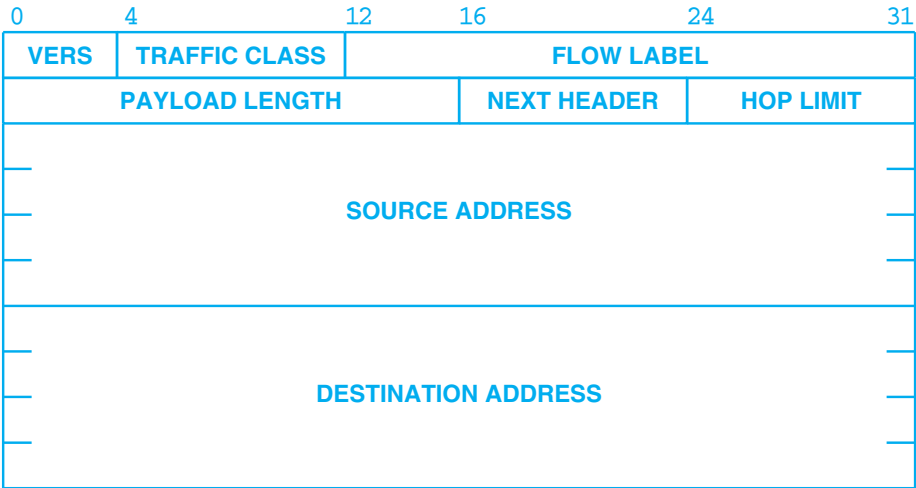 0 4 12 16 24 31
VERS TRAFFIC CLASS FLOW LABEL
PAYLOAD LENGTH NEXT HEADER HOP LIMIT
SOURCE ADDRESS
DESTINATION ADDRESS